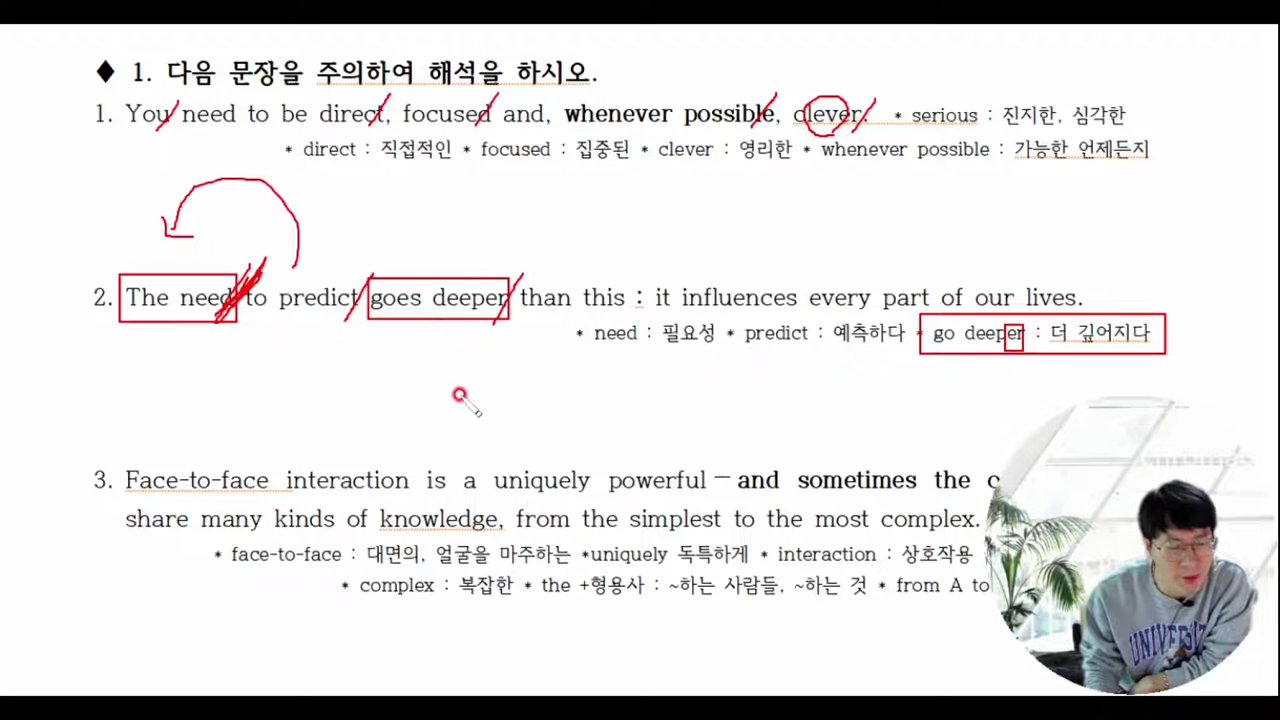 ◆ 1. 다음 문장을 주의하여 해석을 하시오.
1. You need to be direct, focused and, whenever possible, clever. * serious : 진지한, 심각한
* direct : 직접적인 * focused : 집중된 * clever : 영리한 * whenever possible : 가능한 언제든지
2. The need to predict goes deeper than this : it influences every part of our lives.
* need : 필요성 * predict : 예측하다 * go deeper : 더 깊어지다
3. Face-to-face interaction is a uniquely powerful – and sometimes the
share many kinds of knowledge, from the simplest to the most complex.
* face-to-face : 대면의, 얼굴을 마주하는 *uniquely 독특하게 * interaction : 상호작용
* complex : 복잡한 * the +형용사 : ~하는 사람들, ~하는 것 * from A to